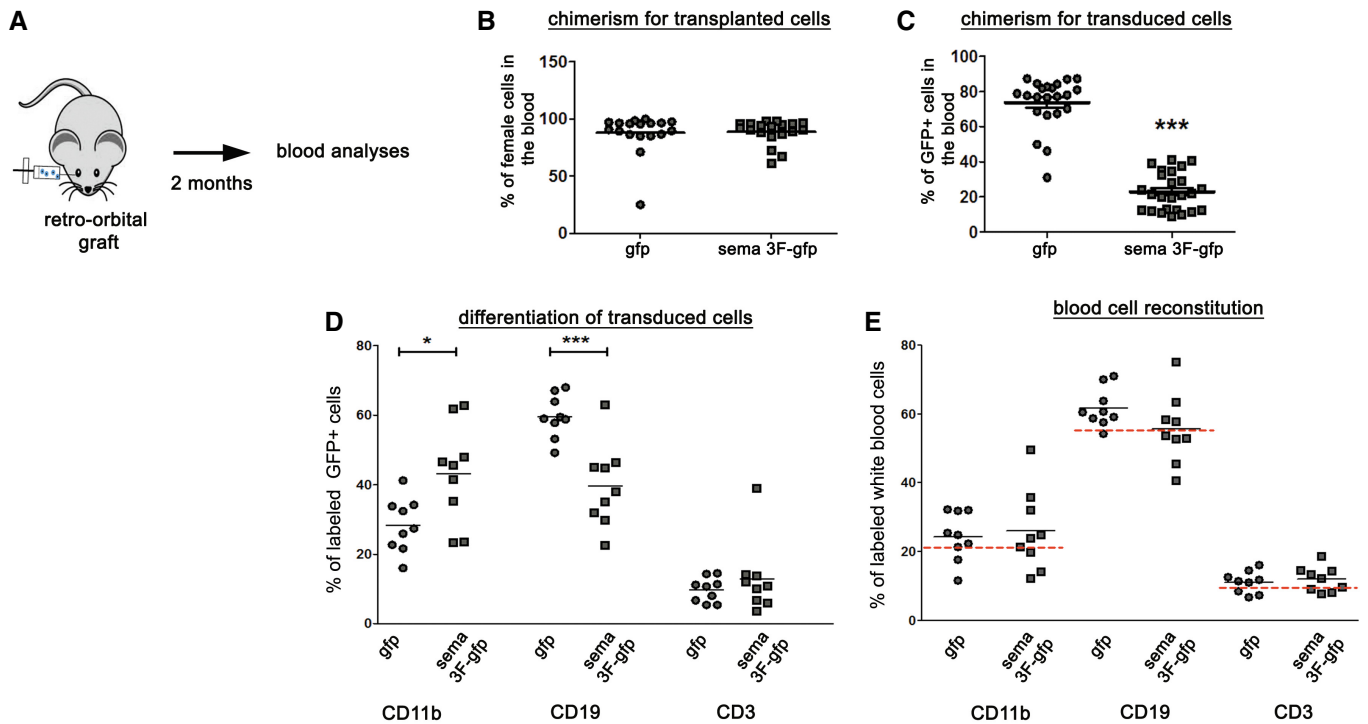 A
retro-orbital
graft
2 months
blood analyses
B
chimerism for transplanted cells
% of female cells in
the blood
150
100
50
0
gfp
sema 3F-gfp
C
chimerism for transduced cells
% of GFP+ cells in
the blood
100
80
60
40
20
0
***
gfp
sema 3F-gfp
D
differentiation of transduced cells
% of labeled GFP+ cells
80
60
40
20
0
*
***
gfp
sema
3F-gfp
gfp
sema
3F-gfp
gfp
sema
3F-gfp
CD11b
CD19
CD3
E
blood cell reconstitution
% of labeled white blood cells
80
60
40
20
0
gfp
sema
3F-gfp
gfp
sema
3F-gfp
gfp
sema
3F-gfp
CD11b
CD19
CD3